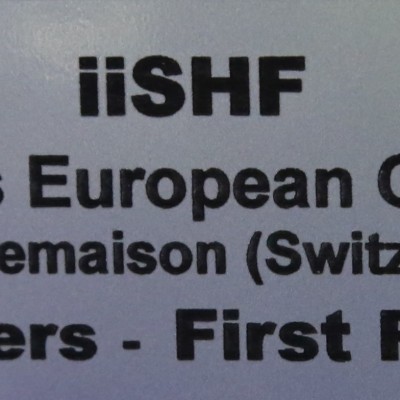 iiSHF
s European C
emaison (Switz
ers - First